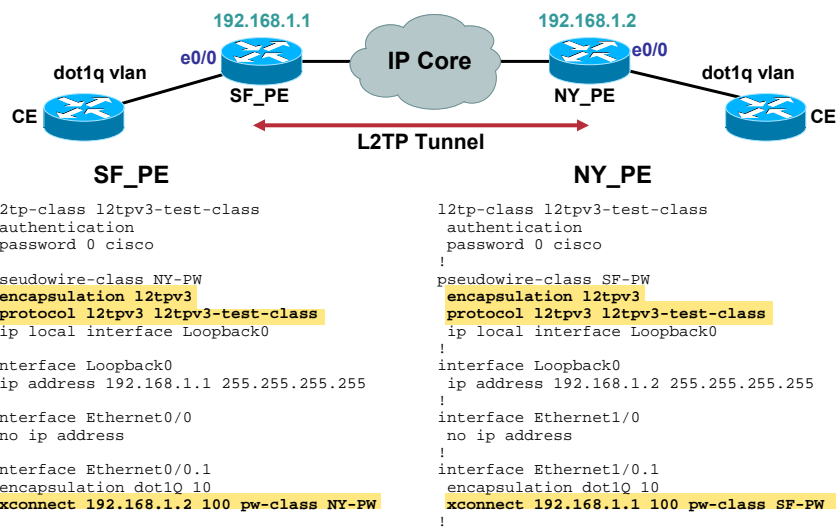 192.168.1.1
192.168.1.2
e0/0
IP Core
e0/0
dot1q vlan
dot1q vlan
SF_PE
NY_PE
CE
CE
L2TP Tunnel
SF_PE
2tp-class l2tpv3-test-class
authentication
password 0 cisco
pseudowire-class NY-PW
encapsulation l2tpv3
protocol l2tpv3 l2tpv3-test-class
ip local interface Loopback0
nterface Loopback0
ip address 192.168.1.1 255.255.255.255
nterface Ethernet0/0
no ip address
nterface Ethernet0/0.1
encapsulation dot1Q 10
xconnect 192.168.1.2 100 pw-class NY-PW
NY_PE
l2tp-class l2tpv3-test-class
authentication
password 0 cisco
!
pseudowire-class SF-PW
encapsulation l2tpv3
protocol l2tpv3 l2tpv3-test-class
ip local interface Loopback0
!
interface Loopback0
ip address 192.168.1.2 255.255.255.255
!
interface Ethernet1/0
no ip address
!
interface Ethernet1/0.1
encapsulation dot1Q 10
xconnect 192.168.1.1 100 pw-class SF-PW
!